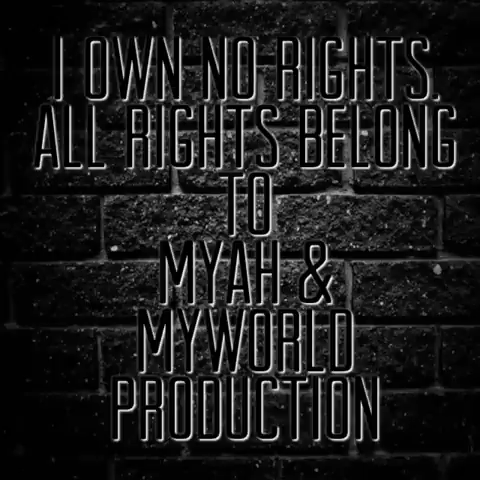 I OWN NO RIGHTS.
ALL RIGHTS BELONG
TO
MYAH &
MYWORLD
PRODUCTION